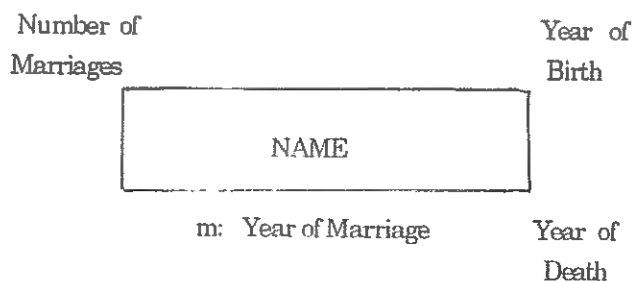 Number of
Marriages
Year of
Birth
NAME
m: Year of Marriage
Year of
Death